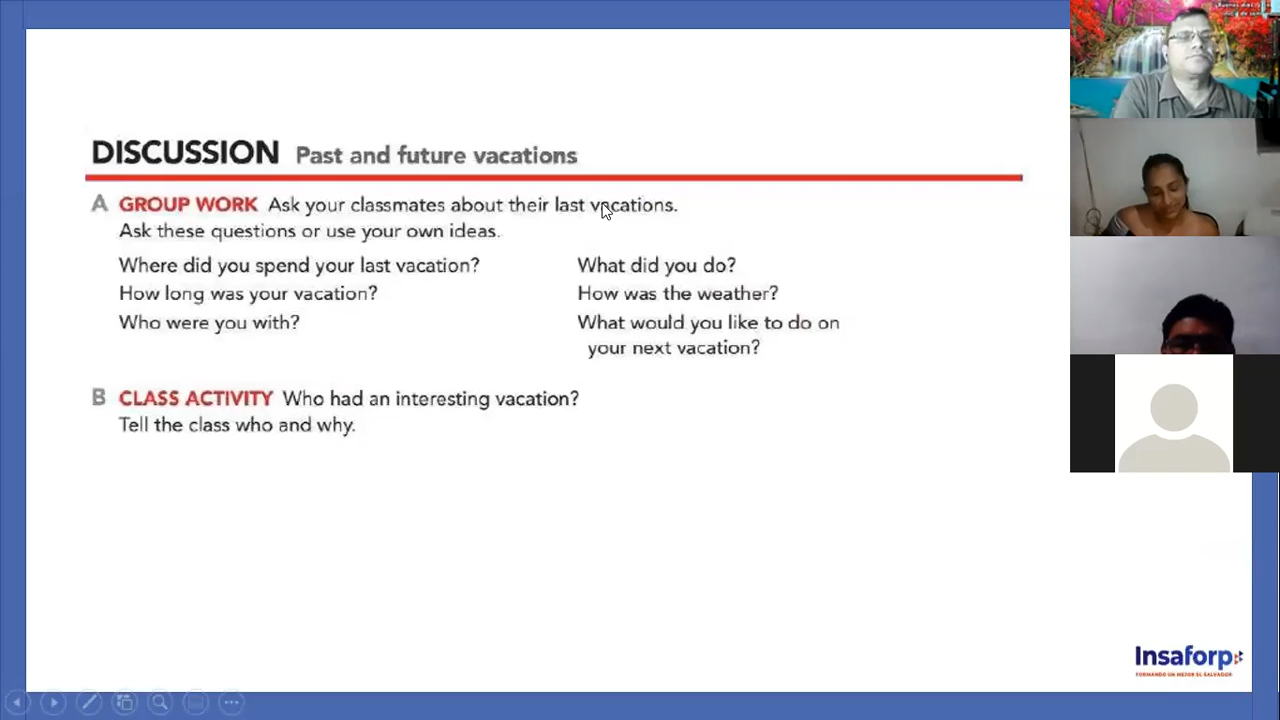 DISCUSSION Past and future vacations
A GROUP WORK Ask your classmates about their last vacations.
Ask these questions or use your own ideas.
Where did you spend your last vacation?
How long was your vacation?
Who were you with?
What did you do?
How was the weather?
What would you like to do on
your next vacation?
B CLASS ACTIVITY Who had an interesting vacation?
Tell the class who and why.
Insaforp
FORMANDO UN MEJOR EL SALVADOR